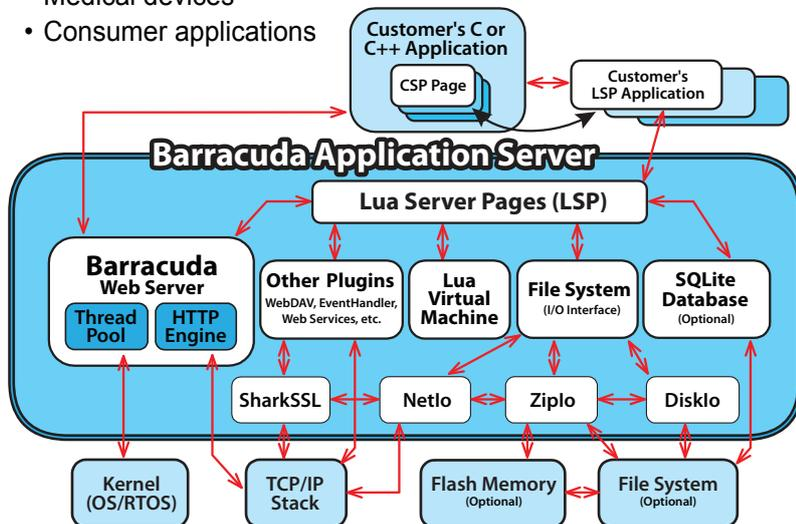 Medical devices
• Consumer applications
Customer's C or
C++ Application
CSP Page
Customer's
LSP Application
Barracuda Application Server
Lua Server Pages (LSP)
Barracuda
Web Server
Thread
Pool
HTTP
Engine
Other Plugins
WebDAV, EventHandler,
Web Services, etc.
Lua
Virtual
Machine
File System
(I/O Interface)
SQLite
Database
(Optional)
SharkSSL
NetIo
ZipIo
DiskIo
Kernel
(OS/RTOS)
TCP/IP
Stack
Flash Memory
(Optional)
File System
(Optional)